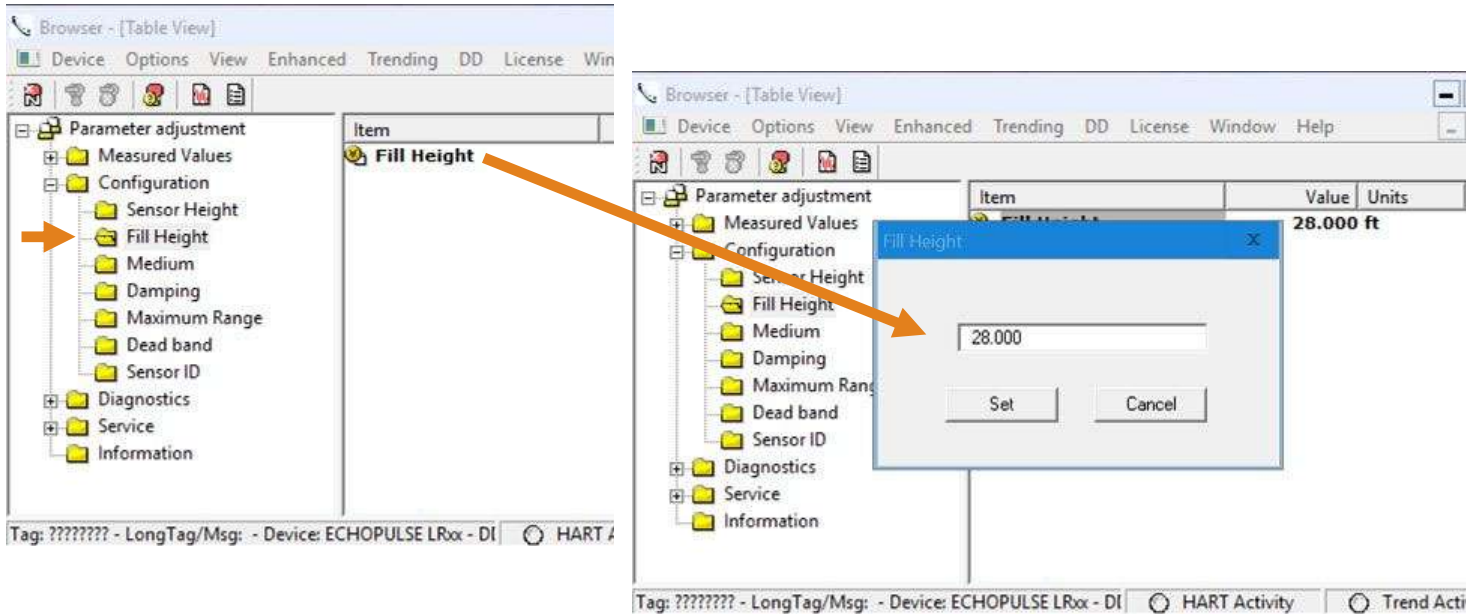 Browser - [Table View]
Device Options View Enhanced Trending DD License Win
Parameter adjustment
Measured Values
Configuration
Sensor Height
Fill Height
Medium
Damping
Maximum Range
Dead band
Sensor ID
Diagnostics
Service
Information
Item
Fill Height
Tag: ???????? - LongTag/Msg: - Device: ECHOPULSE LRxx - DI HART A
Browser - [Table View]
Device Options View Enhanced Trending DD License Window Help
Parameter adjustment
Measured Values
Configuration
Sensor Height
Fill Height
Medium
Damping
Maximum Rang
Dead band
Sensor ID
Diagnostics
Service
Information
Item Value Units
Fill Height 28.000 ft
Fill Height x
28.000
Set Cancel
Tag: ???????? - LongTag/Msg: - Device: ECHOPULSE LRxx - DI HART Activity Trend Acti